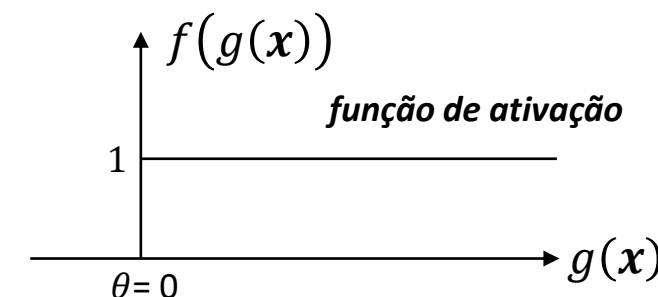 f(g(x))
função de ativação
1
g(x)
θ= 0